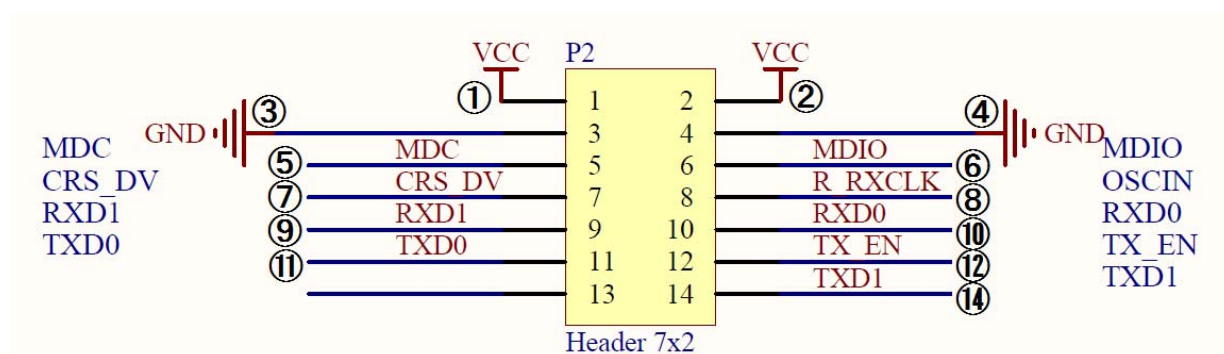 VCC P2 VCC
① 1 2 ②
GND ③ 3 4 ④ GND
MDC ⑤ MDC 5 6 MDIO ⑥ MDIO
CRS_DV ⑦ CRS_DV 7 8 R_RXCLK ⑧ OSCIN
RXD1 ⑨ RXD1 9 10 RXD0 ⑩ RXD0
TXD0 ⑪ TXD0 11 12 TX_EN ⑫ TX_EN
13 14 TXD1 ⑭ TXD1
Header 7x2